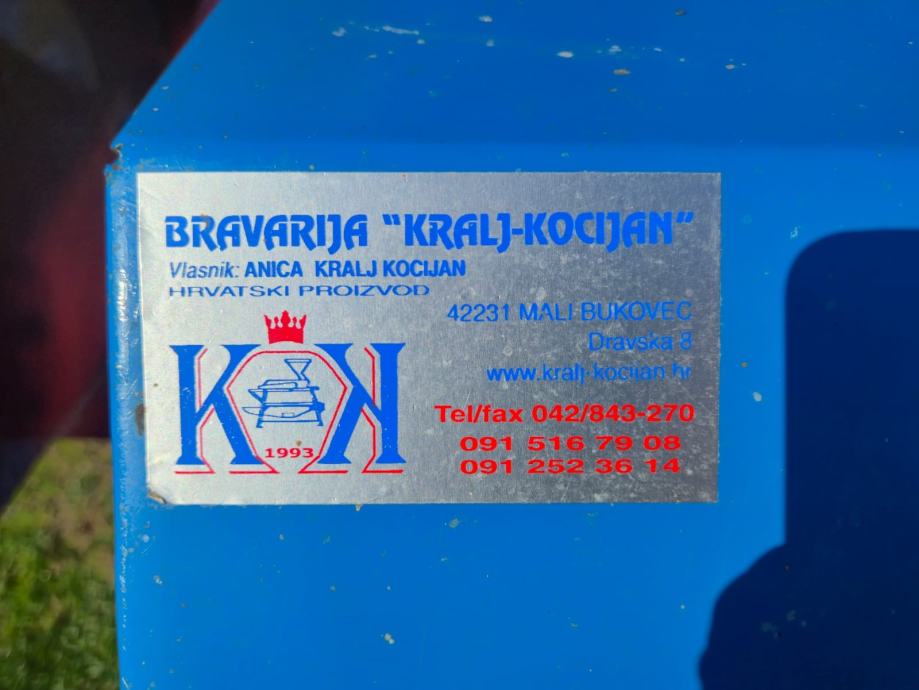 BRAVARIJA "KRALJ-KOCIJAN"
Vlasnik: ANICA KRALJ KOCIJAN
HRVATSKI PROIZVOD
42231 MALI BUKOVEC
Dravska 8
www.kralj-kocijan.hr
Tel/fax 042/843-270
091 516 79 08
091 252 36 14
K K
1993